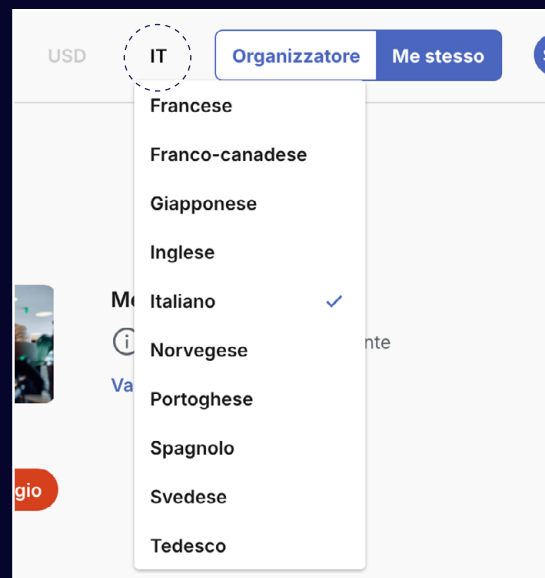 USD IT Organizzatore Me stesso
Francese
Franco-canadese
Giapponese
Inglese
Italiano
Norvegese
Portoghese
Spagnolo
Svedese
Tedesco